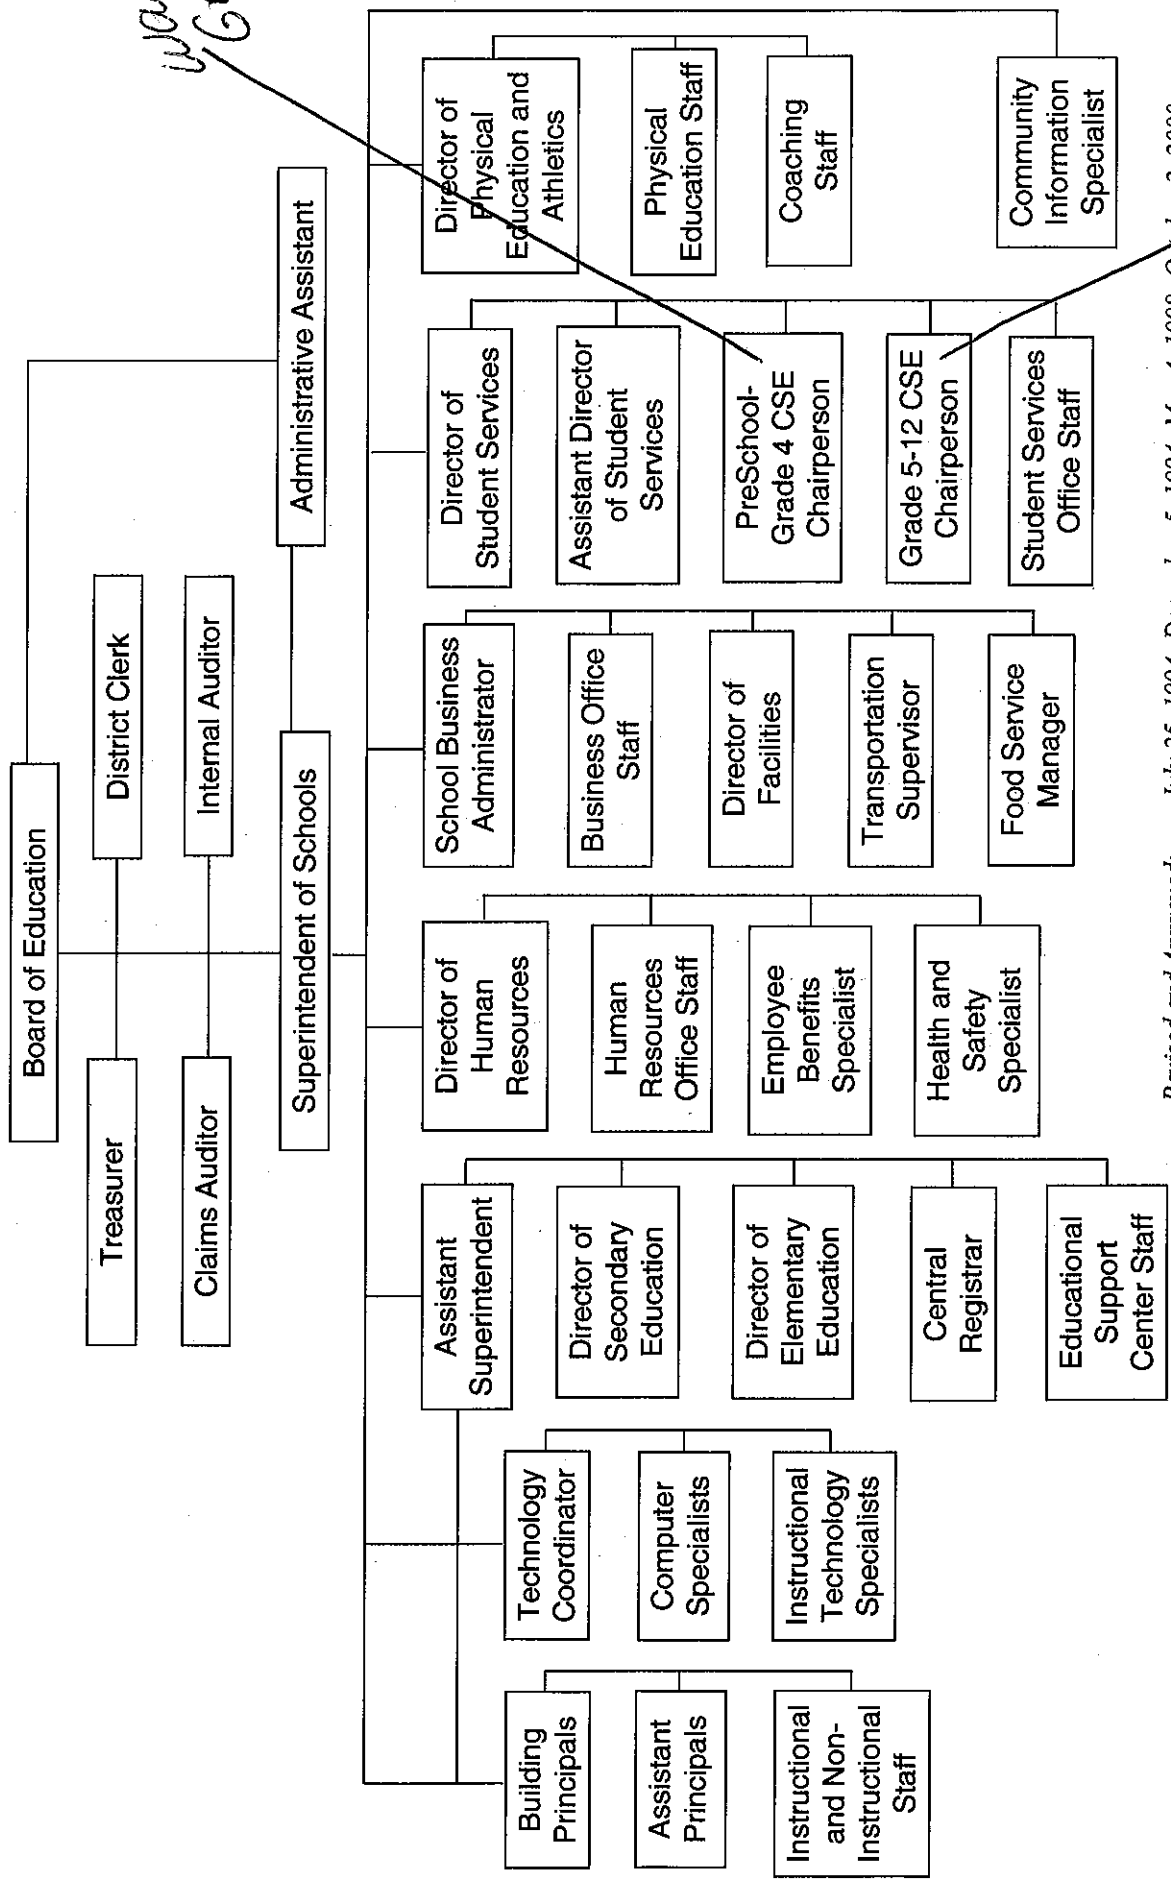 Board of Education
Treasurer
District Clerk
Claims Auditor
Internal Auditor
Superintendent of Schools
Administrative Assistant
Building
Principals
Assistant
Principals
Instructional
and Non-
Instructional
Staff
Technology
Coordinator
Computer
Specialists
Instructional
Technology
Specialists
Assistant
Superintendent
Director of
Secondary
Education
Director of
Elementary
Education
Central
Registrar
Educational
Support
Center Staff
Director of
Human
Resources
Human
Resources
Office Staff
Employee
Benefits
Specialist
Health and
Safety
Specialist
School Business
Administrator
Business Office
Staff
Director of
Facilities
Transportation
Supervisor
Food Service
Manager
Director of
Student Services
Assistant Director
of Student
Services
PreSchool-
Grade 4 CSE
Chairperson
Grade 5-12 CSE
Chairperson
Student Services
Office Staff
Director of
Physical
Education and
Athletics
Physical
Education Staff
Coaching
Staff
Community
Information
Specialist